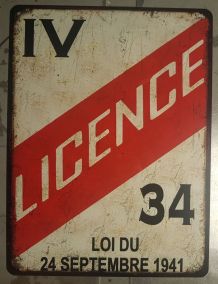 IV
LICENCE
34
LOI DU
24 SEPTEMBRE 1941